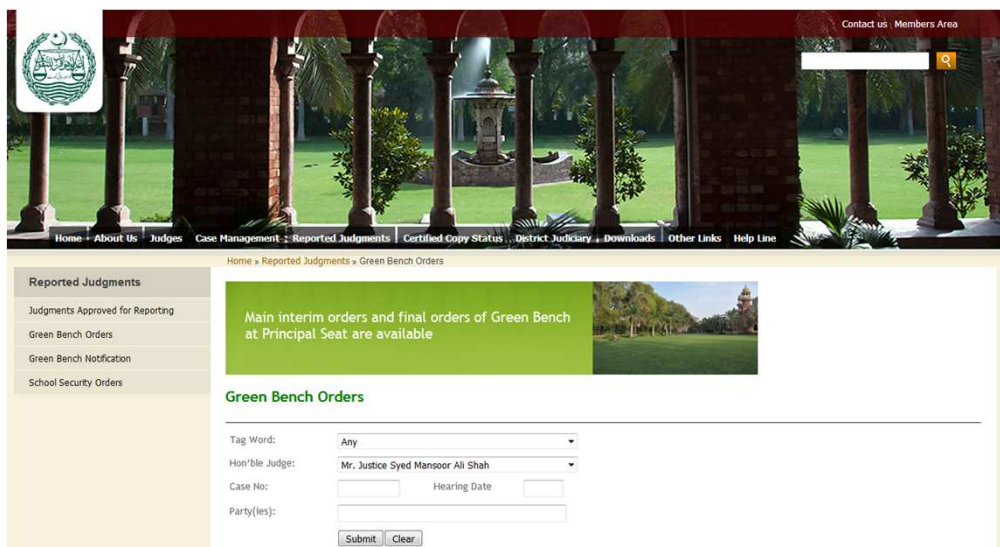 Contact us Members Area
Home About Us Judges Case Management Reported Judgments Certified Copy Status District Judiciary Downloads Other Links Help Line
Home » Reported Judgments » Green Bench Orders
Reported Judgments
Judgments Approved for Reporting
Green Bench Orders
Green Bench Notification
School Security Orders
Main interim orders and final orders of Green Bench
at Principal Seat are available
Green Bench Orders
Tag Word: Any
Hon'ble Judge: Mr. Justice Syed Mansoor Ali Shah
Case No: Hearing Date
Party(ies):
Submit Clear